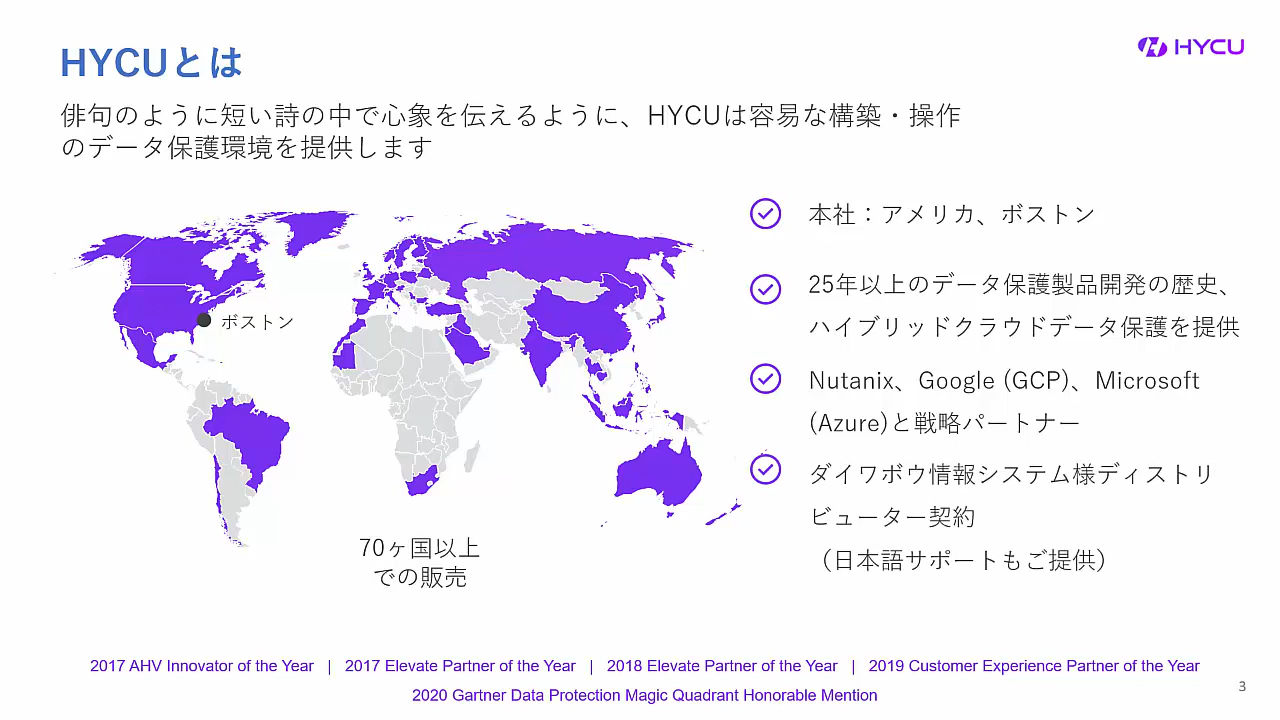 HYCUとは
HYCU
俳句のように短い詩の中で心象を伝えるように、HYCUは容易な構築・操作
のデータ保護環境を提供します
ボストン
70ヶ国以上
での販売
本社：アメリカ、ボストン
25年以上のデータ保護製品開発の歴史、
ハイブリッドクラウドデータ保護を提供
Nutanix、Google (GCP)、Microsoft
(Azure)と戦略パートナー
ダイワボウ情報システム様ディストリ
ビューター契約
（日本語サポートもご提供）
2017 AHV Innovator of the Year | 2017 Elevate Partner of the Year | 2018 Elevate Partner of the Year | 2019 Customer Experience Partner of the Year
2020 Gartner Data Protection Magic Quadrant Honorable Mention
3